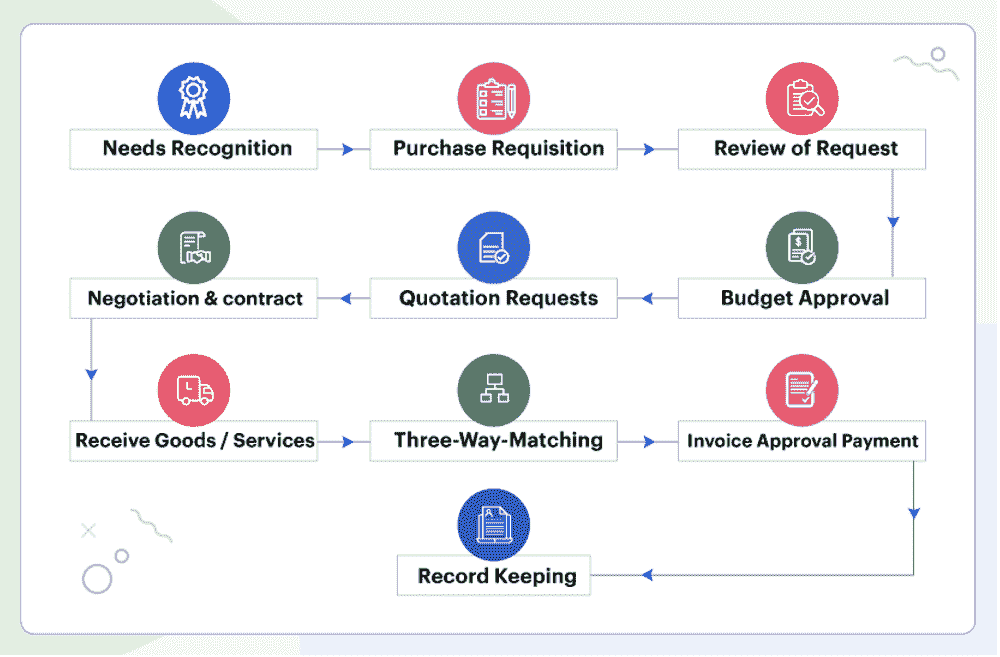 Needs Recognition
Purchase Requisition
Review of Request
Budget Approval
Quotation Requests
Negotiation & contract
Receive Goods / Services
Three-Way-Matching
Invoice Approval Payment
Record Keeping